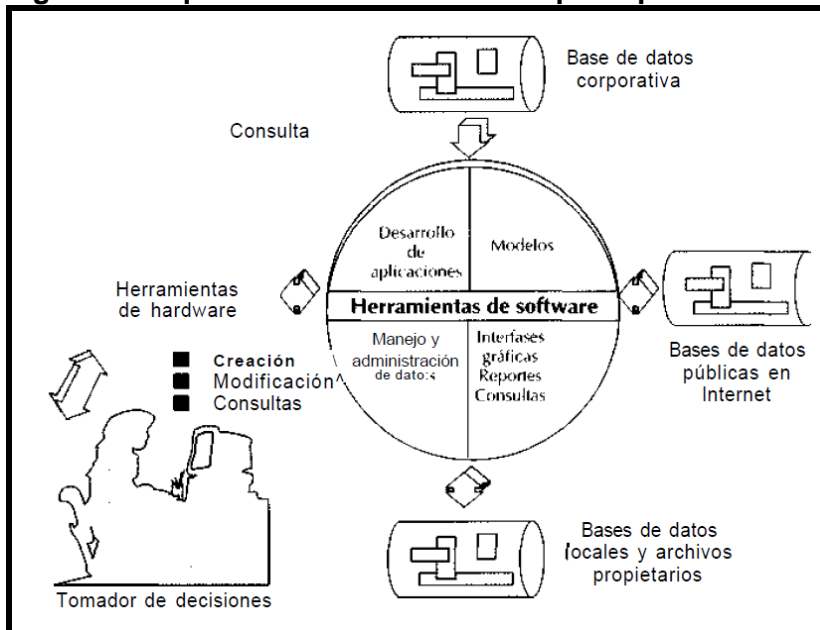 Base de datos
corporativa
Consulta
Desarrollo
de
aplicaciones
Modelos
Herramientas
de hardware
Herramientas de software
Bases de datos
públicas en
Internet
Manejo y
administración
de datos
Interfases
gráficas
Reportes
Consultas
■ Creación
■ Modificación^
■ Consultas
Bases de datos
locales y archivos
propietarios
Tomador de decisiones